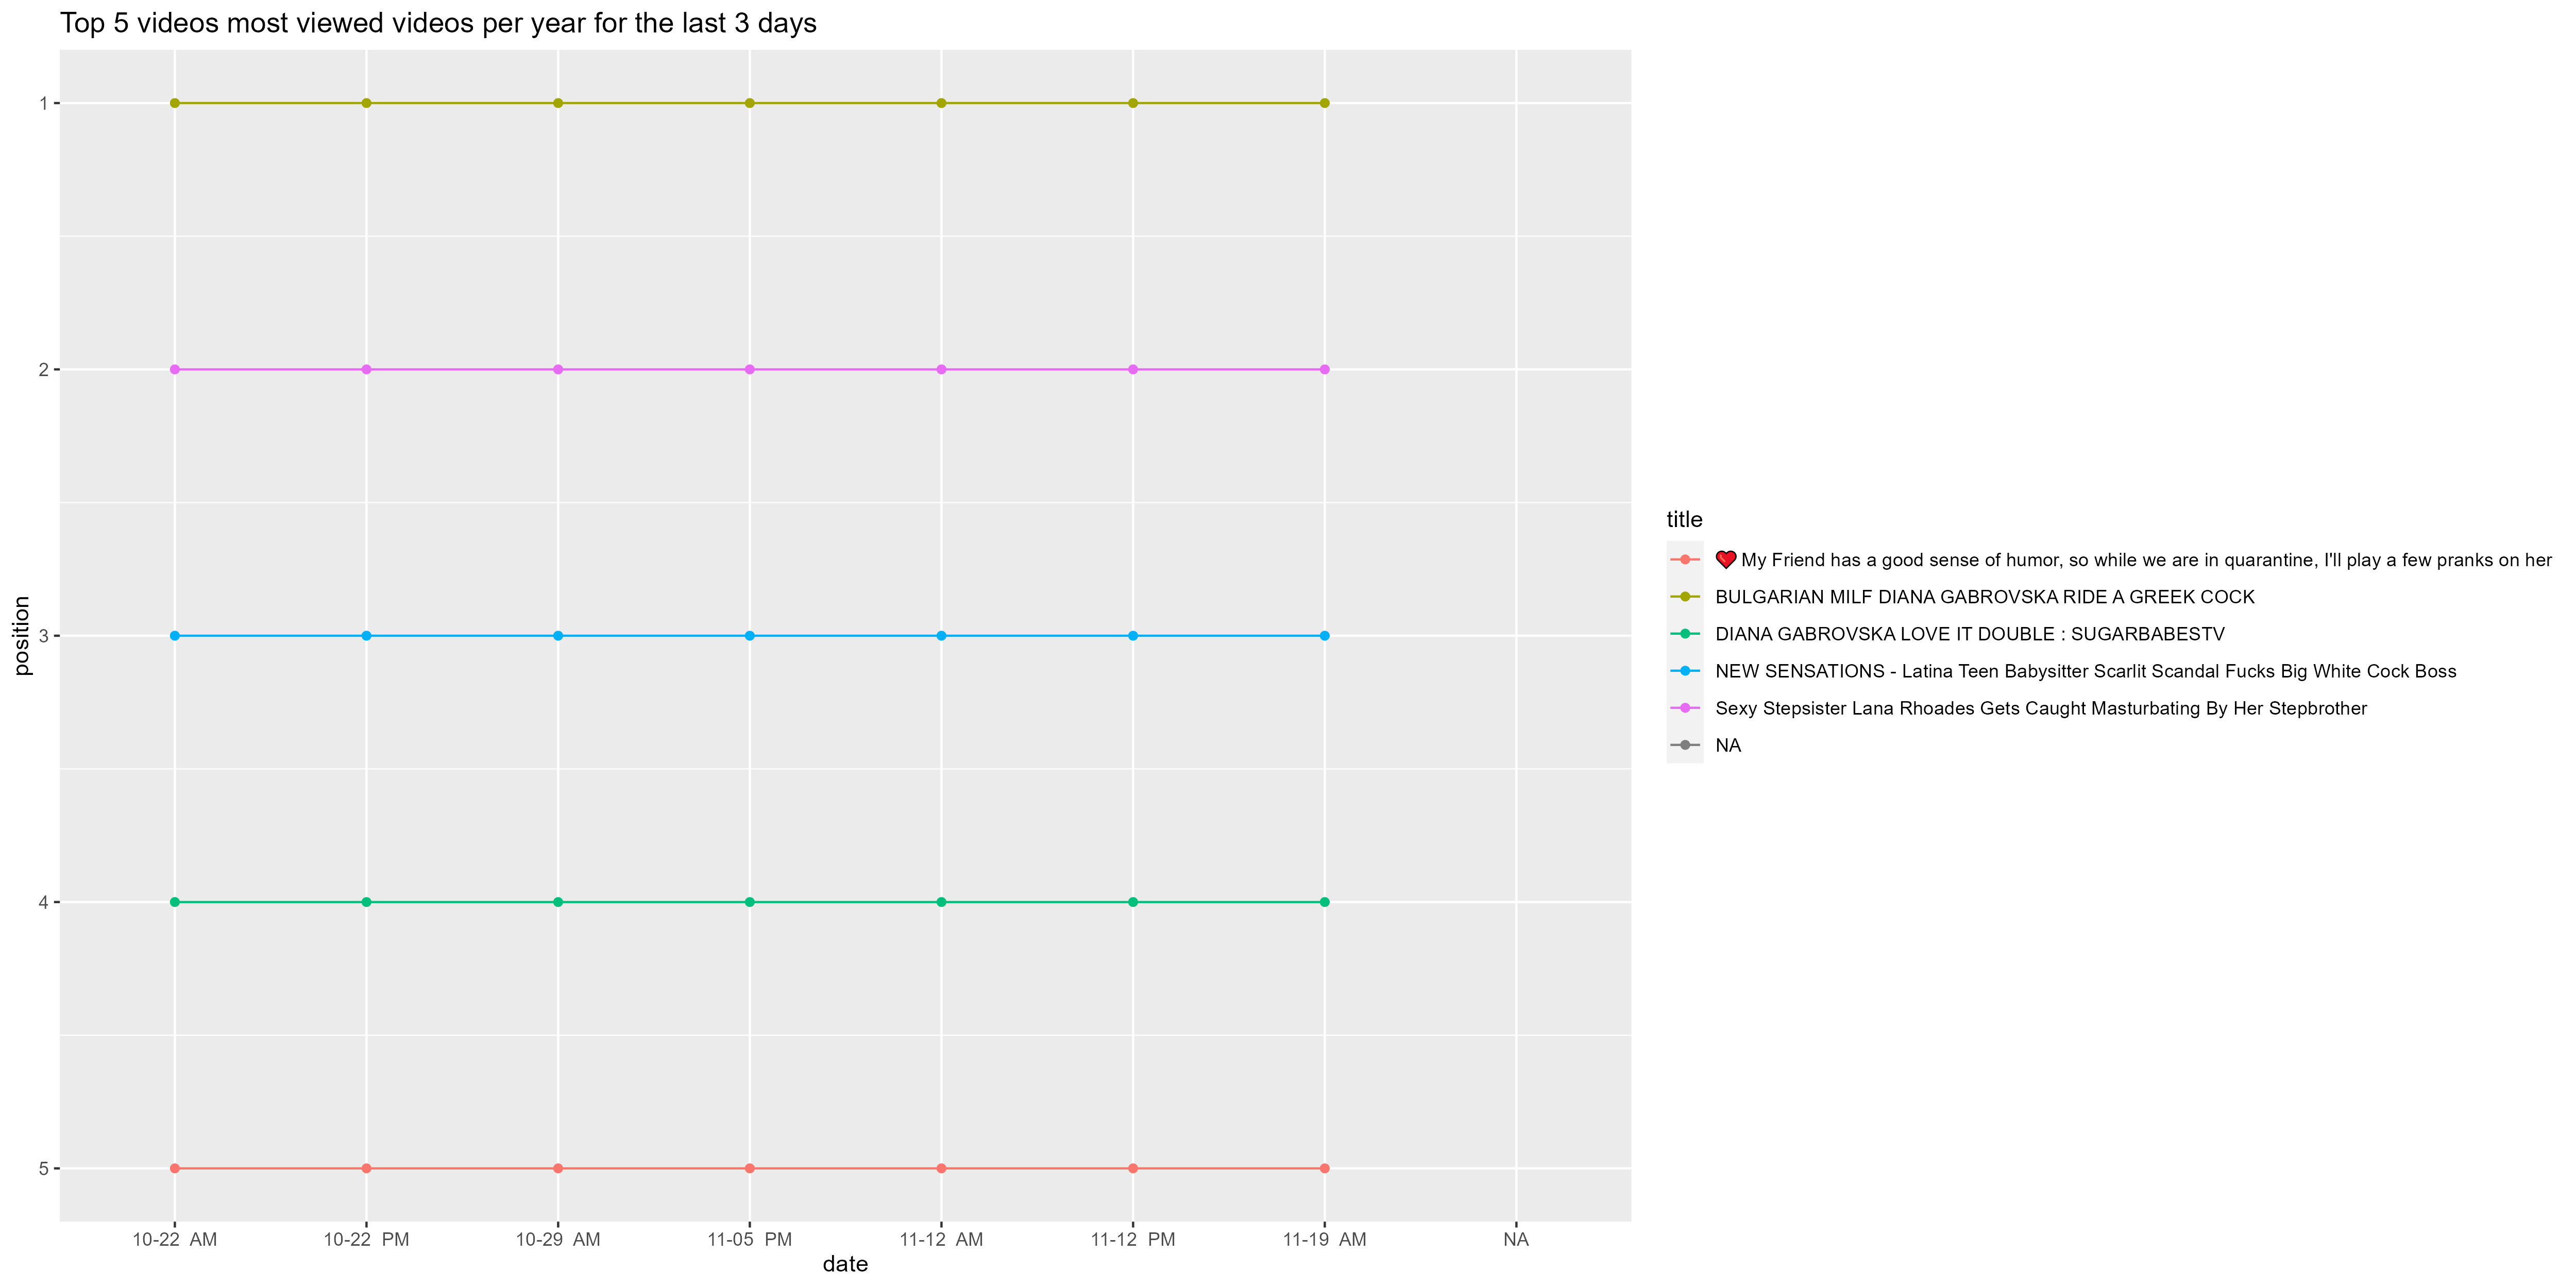 Top 5 videos most viewed videos per year for the last 3 days
position
1
2
3
4
5
10-22 AM
10-22 PM
10-29 AM
11-05 PM
11-12 AM
11-12 PM
11-19 AM
NA
date
title
❤ My Friend has a good sense of humor, so while we are in quarantine, I'll play a few pranks on her
BULGARIAN MILF DIANA GABROVSKA RIDE A GREEK COCK
DIANA GABROVSKA LOVE IT DOUBLE : SUGARBABESTV
NEW SENSATIONS - Latina Teen Babysitter Scarlit Scandal Fucks Big White Cock Boss
Sexy Stepsister Lana Rhoades Gets Caught Masturbating By Her Stepbrother
NA